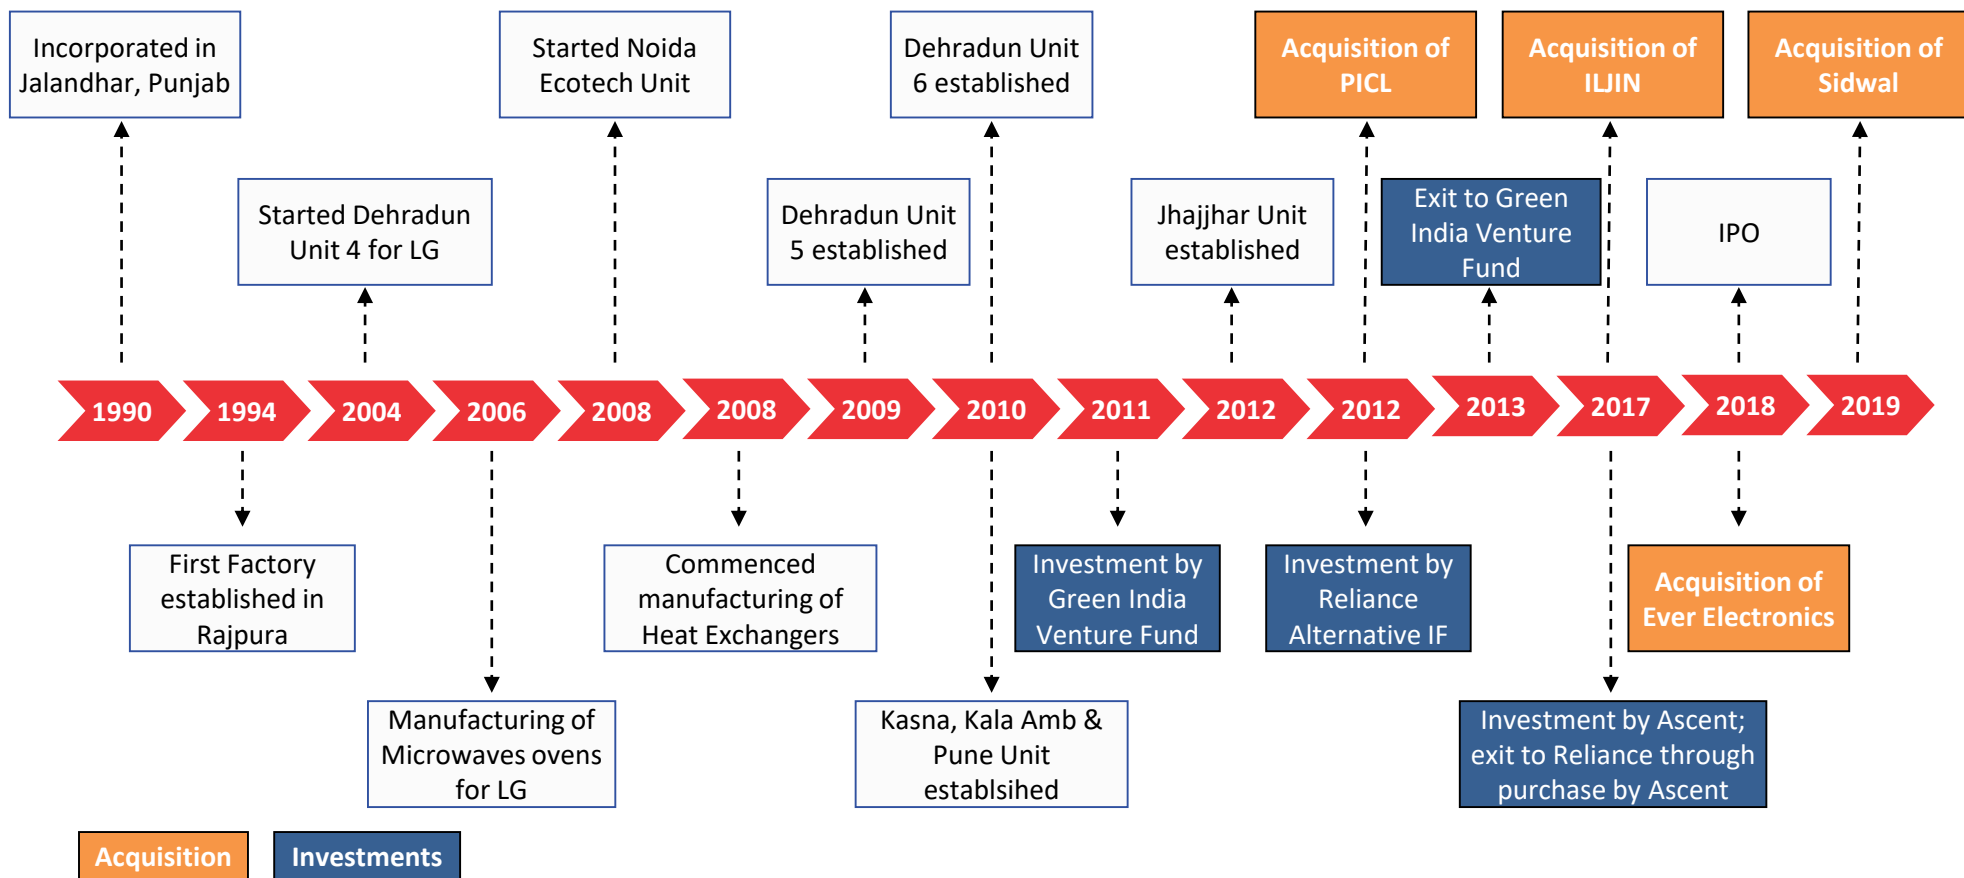 Incorporated in
Jalandhar, Punjab
Started Noida
Ecotech Unit
Dehradun Unit
6 established
Acquisition of
PICL
Acquisition of
ILJIN
Acquisition of
Sidwal
Started Dehradun
Unit 4 for LG
Dehradun Unit
5 established
Jhajjhar Unit
established
Exit to Green
India Venture
Fund
IPO
1990
1994
2004
2006
2008
2008
2009
2010
2011
2012
2012
2013
2017
2018
2019
First Factory
established in
Rajpura
Commenced
manufacturing of
Heat Exchangers
Investment by
Green India
Venture Fund
Investment by
Reliance
Alternative IF
Acquisition of
Ever Electronics
Manufacturing of
Microwaves ovens
for LG
Kasna, Kala Amb &
Pune Unit
establsihed
Investment by Ascent;
exit to Reliance through
purchase by Ascent
Acquisition
Investments